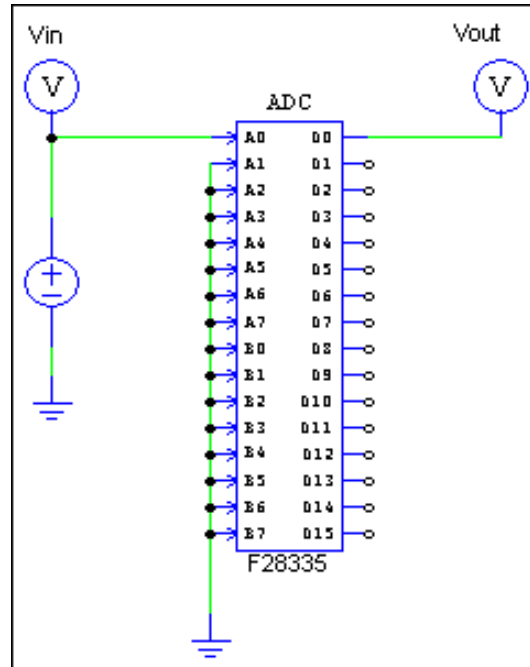 Vin
Vout
V
V
ADC
A0 D0
A1 D1
A2 D2
A3 D3
A4 D4
A5 D5
A6 D6
A7 D7
B0 D8
B1 D9
B2 D10
B3 D11
B4 D12
B5 D13
B6 D14
B7 D15
F28335